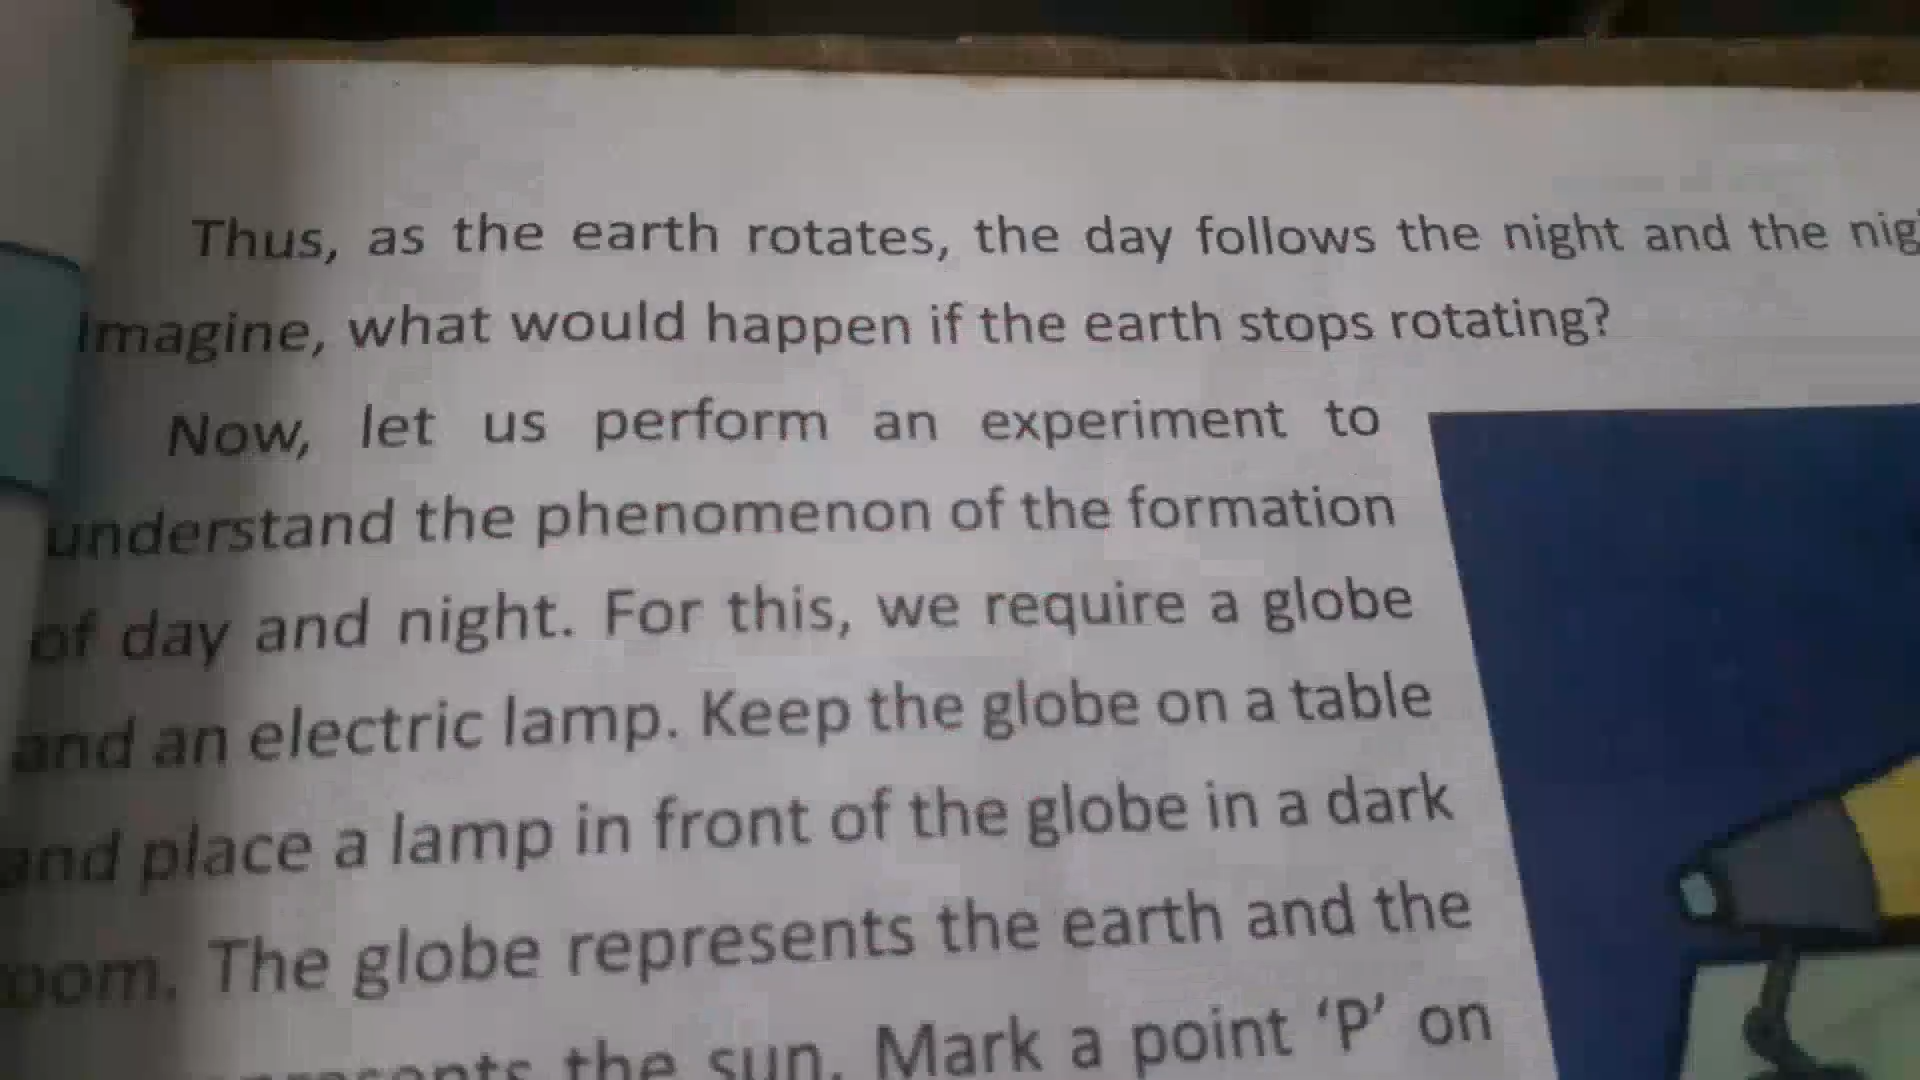 Thus, as the earth rotates, the day follows the night and the
Imagine, what would happen if the earth stops rotating?
Now, let us perform an experiment to
understand the phenomenon of the formation
of day and night. For this, we require a globe
and an electric lamp. Keep the globe on a table
and place a lamp in front of the globe in a dark
The globe represents the earth and the
the sun. Mark a point ‘P’ on